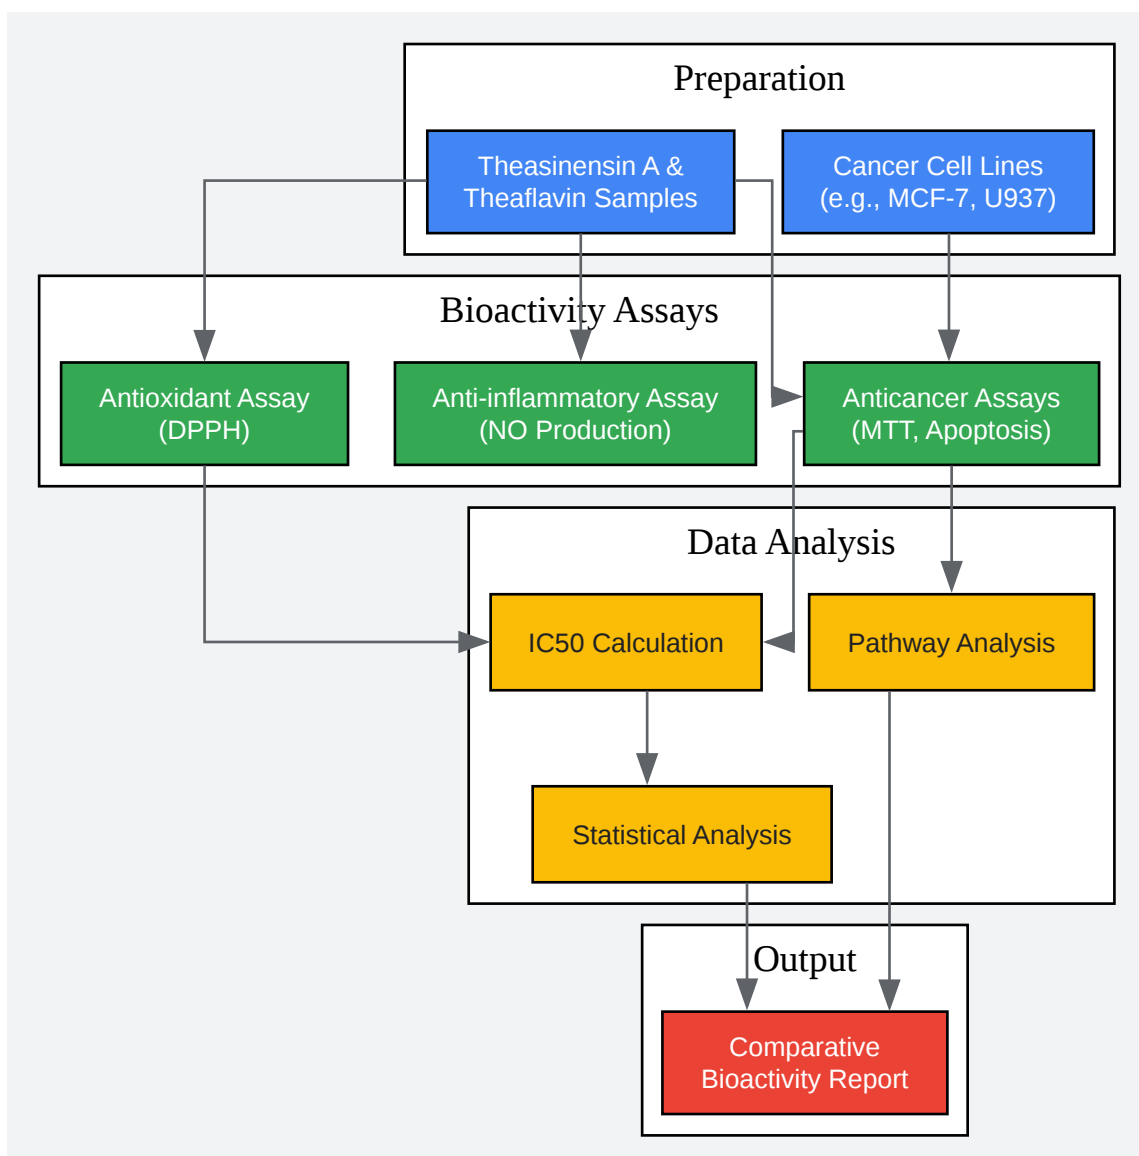 Preparation
Theasinensin A &
Theaflavin Samples
Cancer Cell Lines
(e.g., MCF-7, U937)
Bioactivity Assays
Antioxidant Assay
(DPPH)
Anti-inflammatory Assay
(NO Production)
Anticancer Assays
(MTT, Apoptosis)
Data Analysis
IC50 Calculation
Pathway Analysis
Statistical Analysis
Output
Comparative
Bioactivity Report